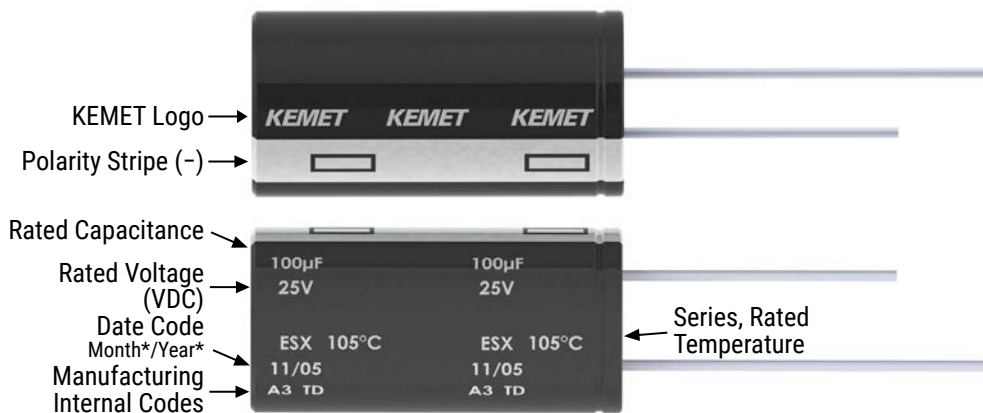 KEMET Logo
KEMET KEMET KEMET
Polarity Stripe (−)
Rated Capacitance
100µF 100µF
Rated Voltage
(VDC)
25V 25V
Series, Rated
Temperature
ESX 105°C ESX 105°C
Date Code
Month*/Year*
11/05 11/05
Manufacturing
Internal Codes
A3 TD A3 TD